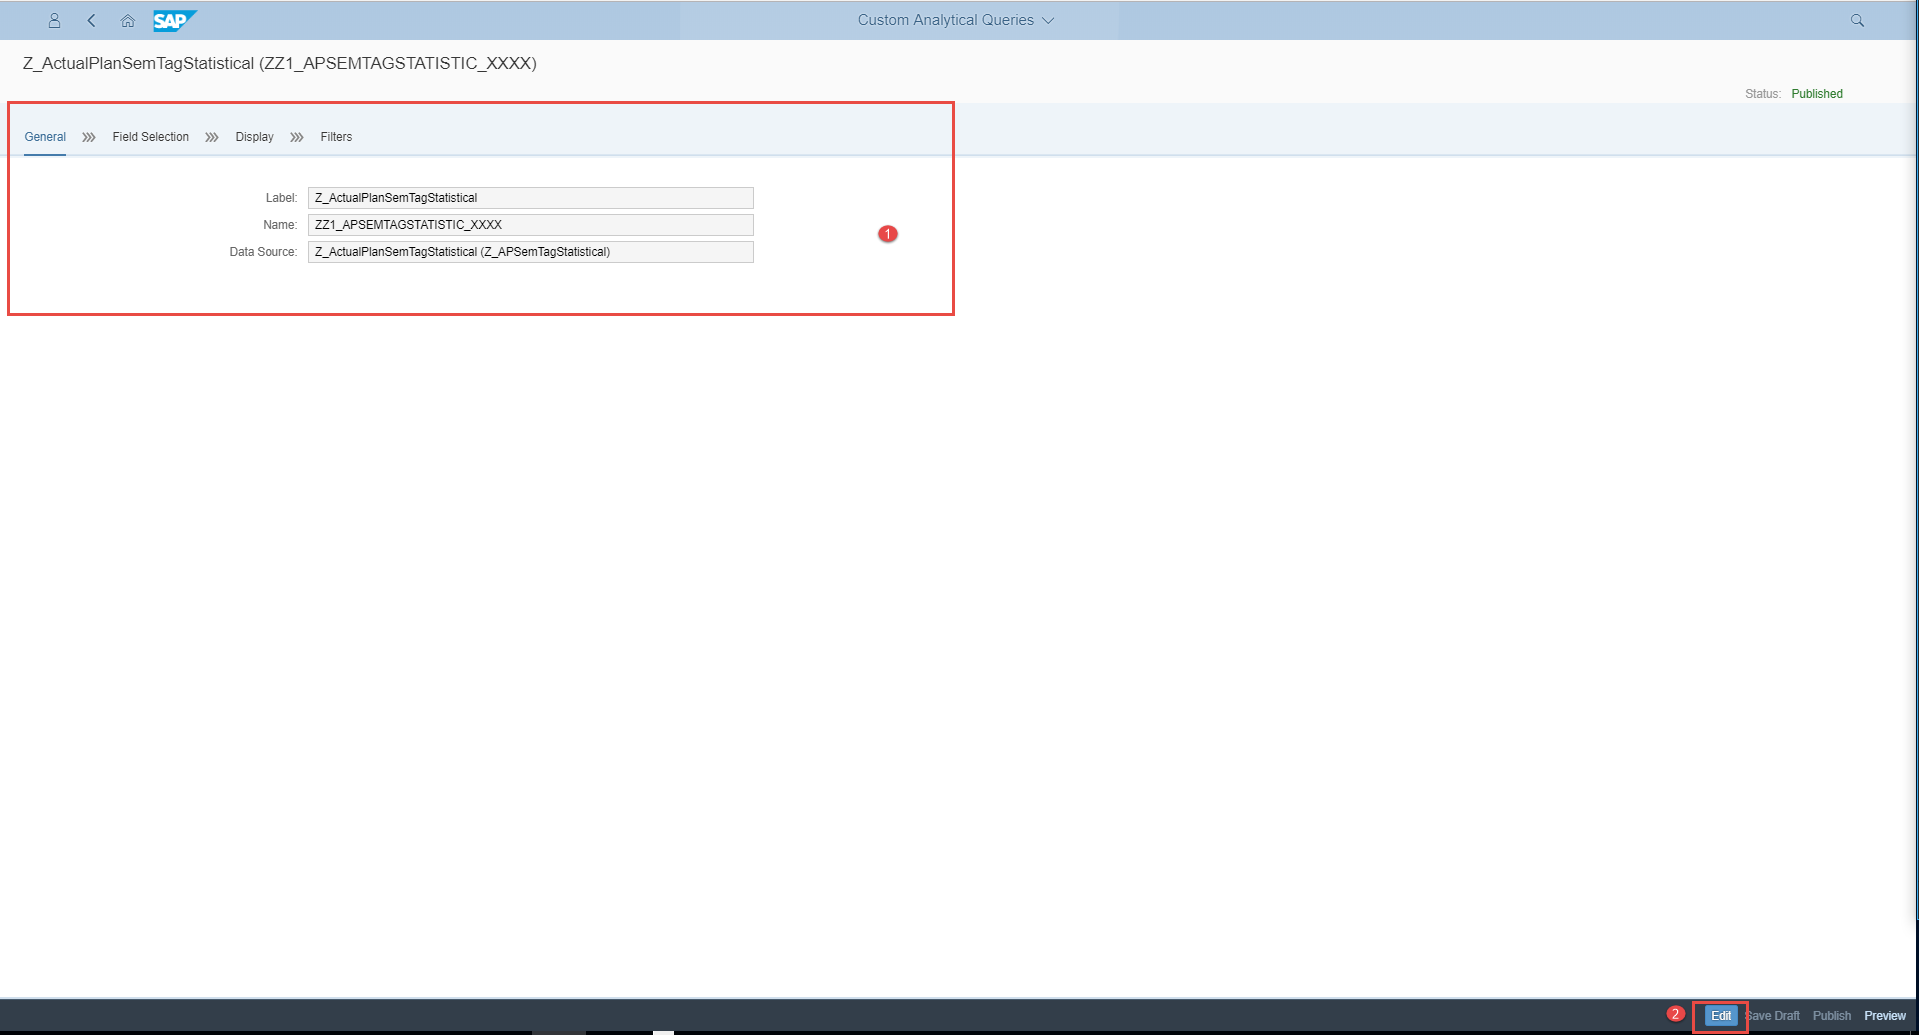 SAP Custom Analytical Queries
Z_ActualPlanSemTagStatistical (ZZ1_APSEMTAGSTATISTIC_XXXX)
Status: Published
General Field Selection Display Filters
Label: Z_ActualPlanSemTagStatistical
Name: ZZ1_APSEMTAGSTATISTIC_XXXX
1
Data Source: Z_ActualPlanSemTagStatistical (Z_APSemTagStatistical)
2 Edit Save Draft Publish Preview